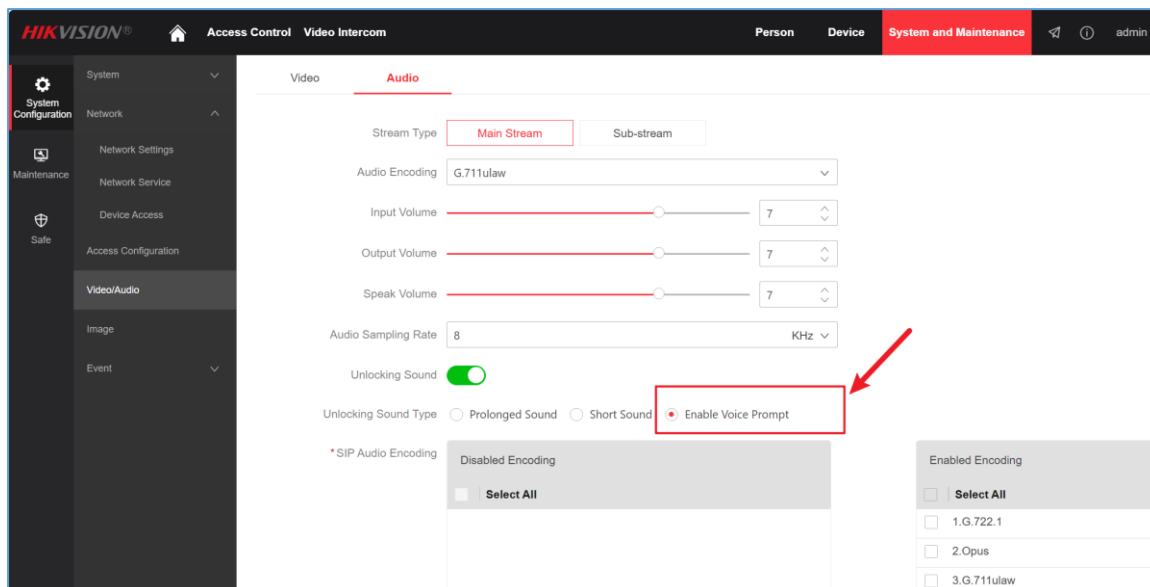 HIKVISION®
Access Control Video Intercom
Person Device System and Maintenance admin
System Configuration
Maintenance
Safe
System
Network
Network Settings
Network Service
Device Access
Access Configuration
Video/Audio
Image
Event
Video Audio
Stream Type Main Stream Sub-stream
Audio Encoding G.711ulaw
Input Volume 7
Output Volume 7
Speak Volume 7
Audio Sampling Rate 8 KHz
Unlocking Sound
Unlocking Sound Type Prolonged Sound Short Sound Enable Voice Prompt
*SIP Audio Encoding
Disabled Encoding
Select All
Enabled Encoding
Select All
1.G.722.1
2.Opus
3.G.711ulaw